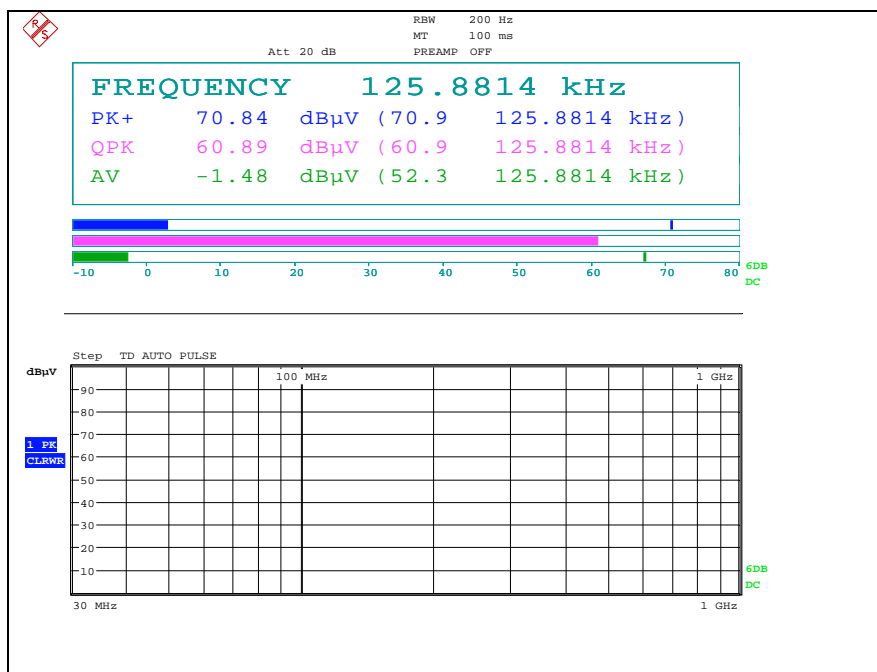 R
S
RBW 200 Hz
MT 100 ms
Att 20 dB PREAMP OFF
FREQUENCY 125.8814 kHz
PK+ 70.84 dBµV (70.9 125.8814 kHz)
QPK 60.89 dBµV (60.9 125.8814 kHz)
AV -1.48 dBµV (52.3 125.8814 kHz)
-10 0 10 20 30 40 50 60 70 80
6DB
DC
Step TD AUTO PULSE
dBµV
100 MHz 1 GHz
90
80
70
1 PK
60
CLRWR
50
40
30
20
10
6DB
DC
30 MHz 1 GHz